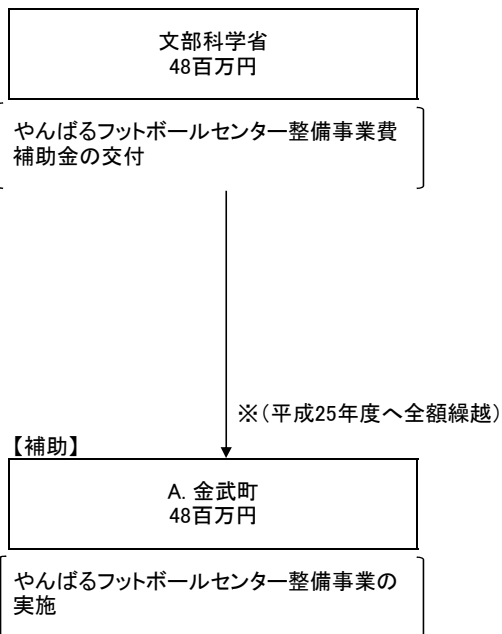 文部科学省
48百万円
やんばるフットボールセンター整備事業費
補助金の交付
※(平成25年度へ全額繰越)
【補助】
A. 金武町
48百万円
やんばるフットボールセンター整備事業の
実施